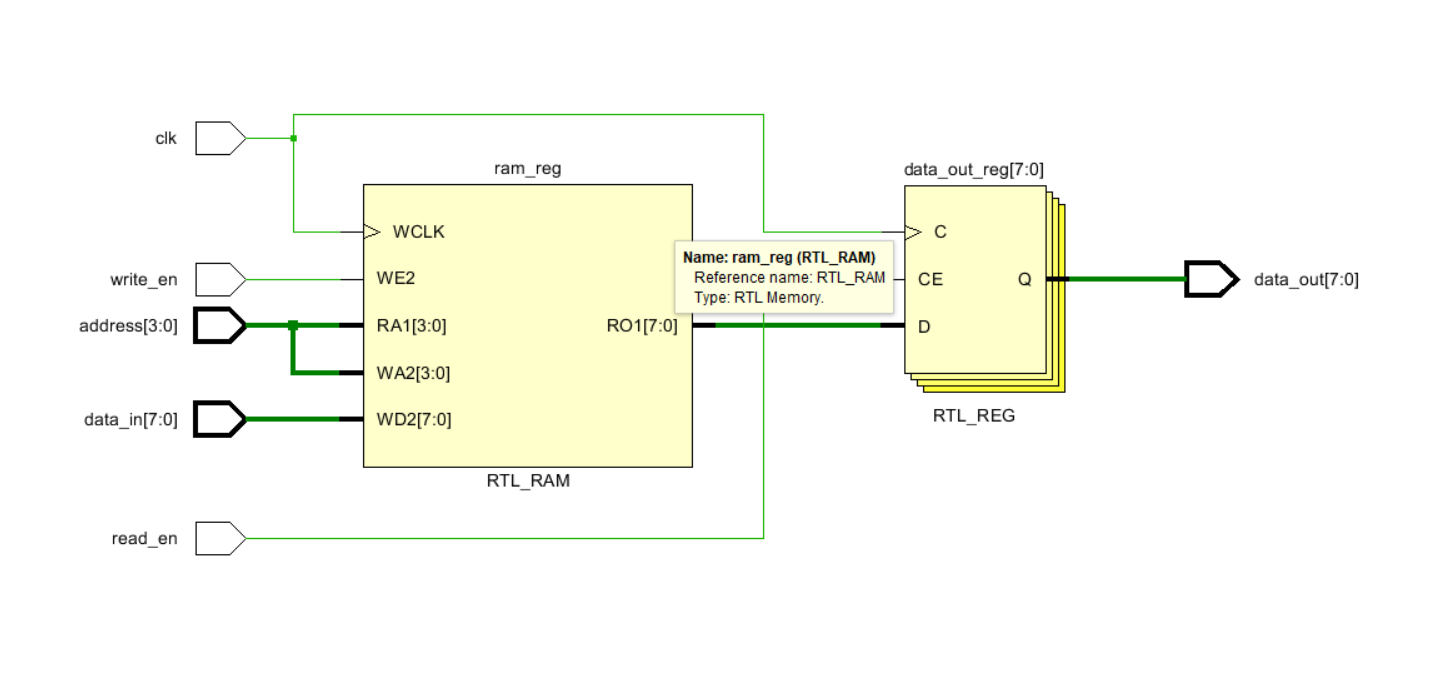 clk
ram_reg
data_out_reg[7:0]
WCLK
C
Name: ram_reg (RTL_RAM)
Reference name: RTL_RAM
Type: RTL Memory.
write_en
WE2
CE
Q
data_out[7:0]
address[3:0]
RA1[3:0]
RO1[7:0]
D
WA2[3:0]
data_in[7:0]
WD2[7:0]
RTL_REG
RTL_RAM
read_en